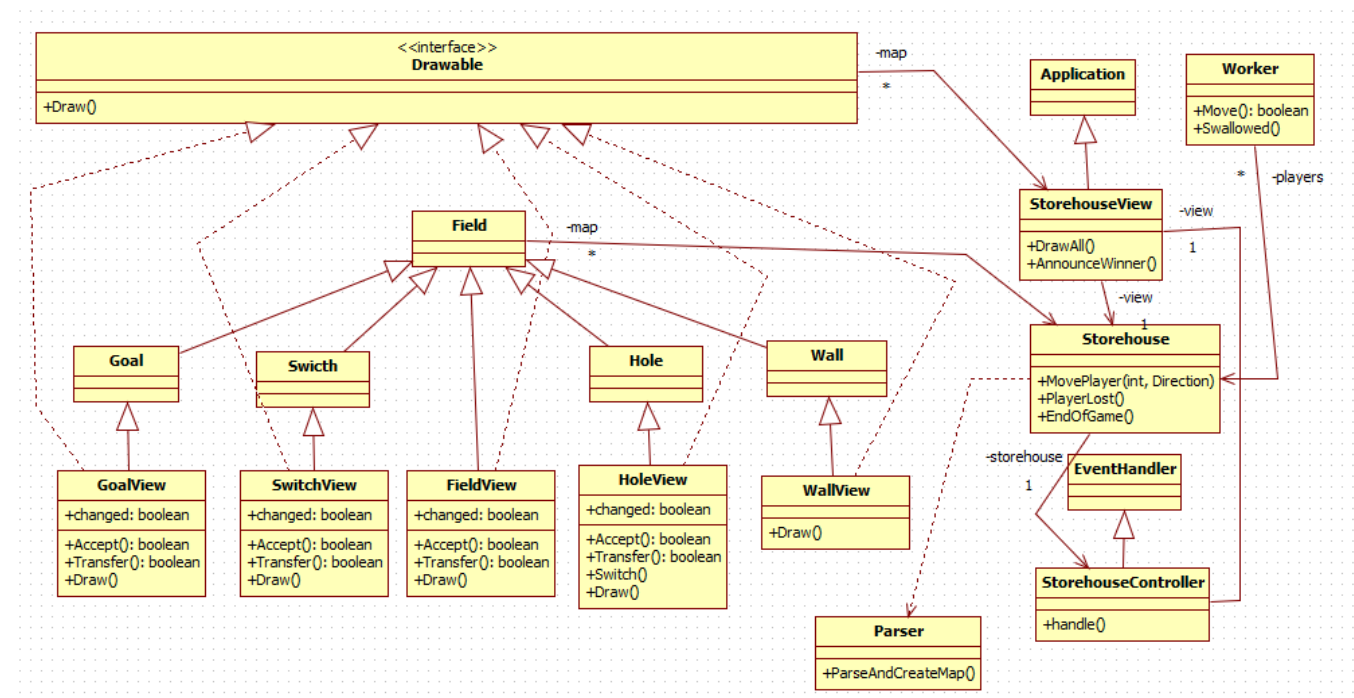 <<interface>>
Drawable
+Draw()
-map
*
Application
Worker
+Move(): boolean
+Swallowed()
*
-players
StorehouseView
+DrawAll()
+AnnounceWinner()
-view
1
Field
-map
*
-view
1
Storehouse
+MovePlayer(int, Direction)
+PlayerLost()
+EndOfGame()
Goal
Swicth
Hole
Wall
-storehouse
1
EventHandler
GoalView
+changed: boolean
+Accept(): boolean
+Transfer(): boolean
+Draw()
SwitchView
+changed: boolean
+Accept(): boolean
+Transfer(): boolean
+Draw()
FieldView
+changed: boolean
+Accept(): boolean
+Transfer(): boolean
+Draw()
HoleView
+changed: boolean
+Accept(): boolean
+Transfer(): boolean
+Switch()
+Draw()
WallView
+Draw()
StorehouseController
+handle()
Parser
+ParseAndCreateMap()